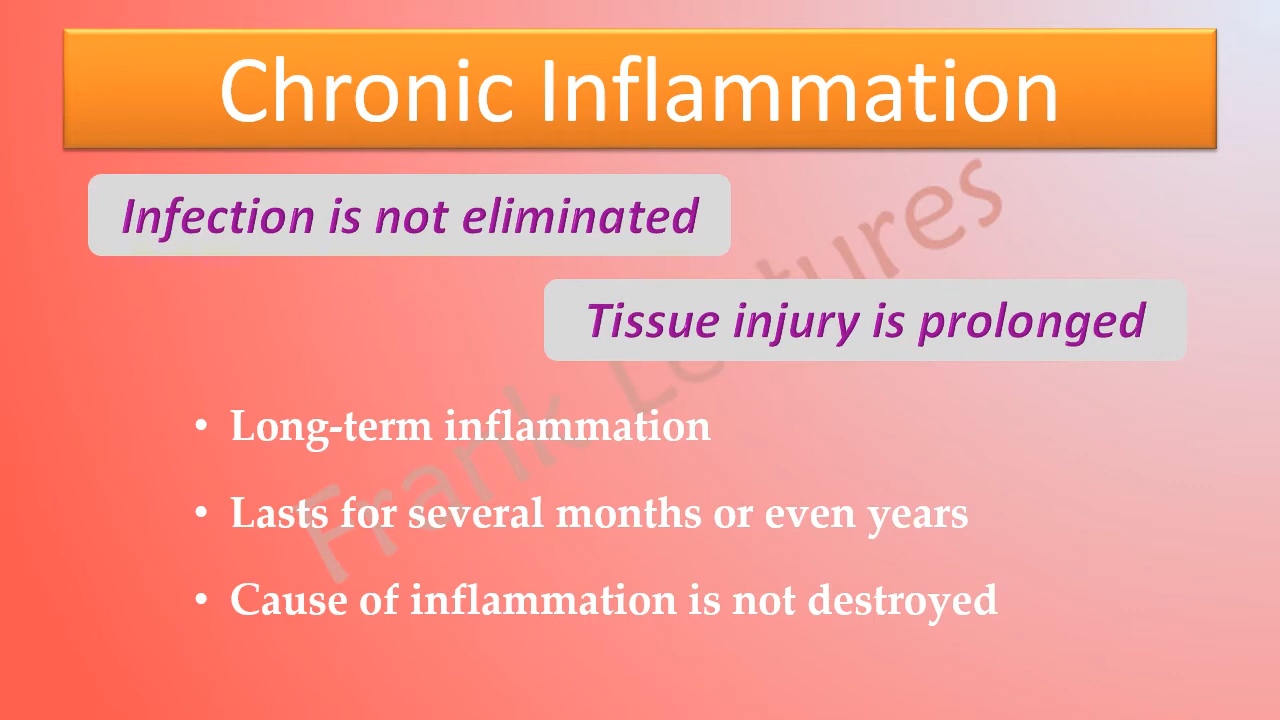 Chronic Inflammation
Infection is not eliminated
Tissue injury is prolonged
• Long-term inflammation
• Lasts for several months or even years
• Cause of inflammation is not destroyed
Frank Lectures